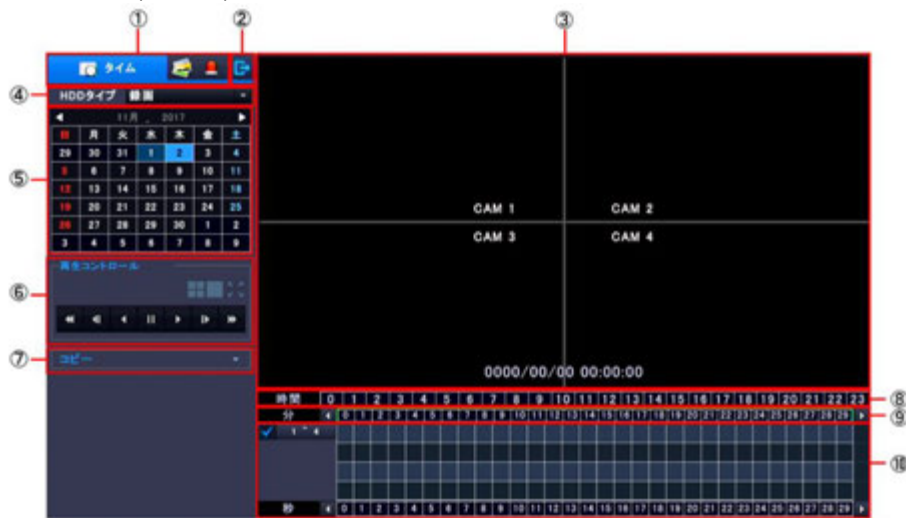 ① ② ③
タイム
④ HDDタイプ 録画
11月 , 2017
日 月 火 水 木 金 土
29 30 31 1 2 3 4
5 6 7 8 9 10 11
⑤ 12 13 14 15 16 17 18
19 20 21 22 23 24 25
26 27 28 29 30 1 2
3 4 5 6 7 8 9
CAM 1 CAM 2
CAM 3 CAM 4
再生コントロール
⑥
⑦ コピー
0000/00/00 00:00:00
時間 0 1 2 3 4 5 6 7 8 9 10 11 12 13 14 15 16 17 18 19 20 21 22 23 ⑧
分 0 1 2 3 4 5 6 7 8 9 10 11 12 13 14 15 16 17 18 19 20 21 22 23 24 25 26 27 28 29 ⑨
1 ~ 4
⑩
秒 0 1 2 3 4 5 6 7 8 9 10 11 12 13 14 15 16 17 18 19 20 21 22 23 24 25 26 27 28 29